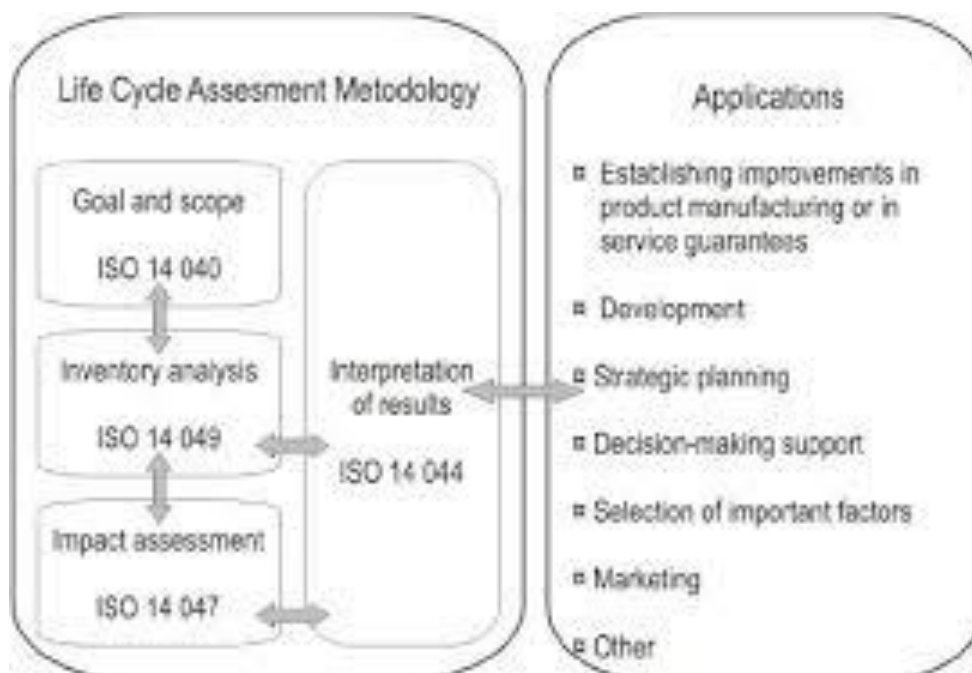 Life Cycle Assesment Metodology
Goal and scope
ISO 14 040
Inventory analysis
ISO 14 049
Impact assessment
ISO 14 047
Interpretation
of results
ISO 14 044
Applications
¤ Establishing improvements in
product manufacturing or in
service guarantees
¤ Development
¤ Strategic planning
¤ Decision-making support
¤ Selection of important factors
¤ Marketing
¤ Other